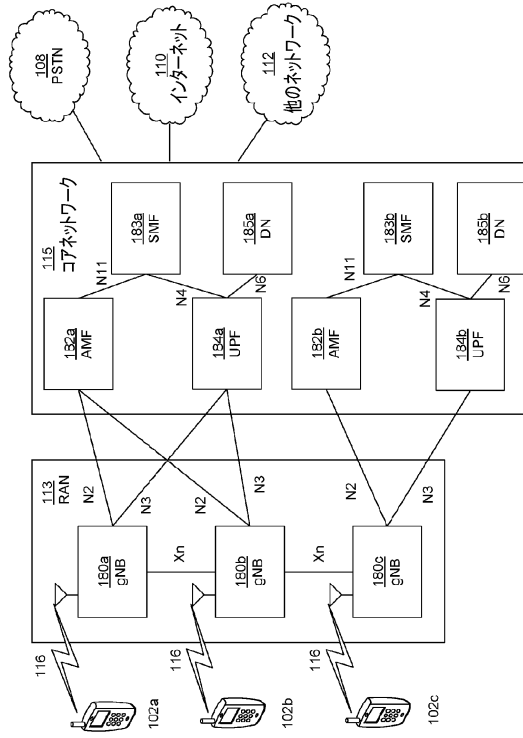 108
PSTN
110
インターネット
112
他のネットワーク
115
コアネットワーク
182a
AMF
N11
183a
SMF
N4
184a
UPF
N6
185a
DN
182b
AMF
N11
183b
SMF
N4
184b
UPF
N6
185b
DN
113
RAN
N2
N3
N2
N3
N2
N3
180a
gNB
Xn
180b
gNB
Xn
180c
gNB
116
102a
116
102b
116
102c